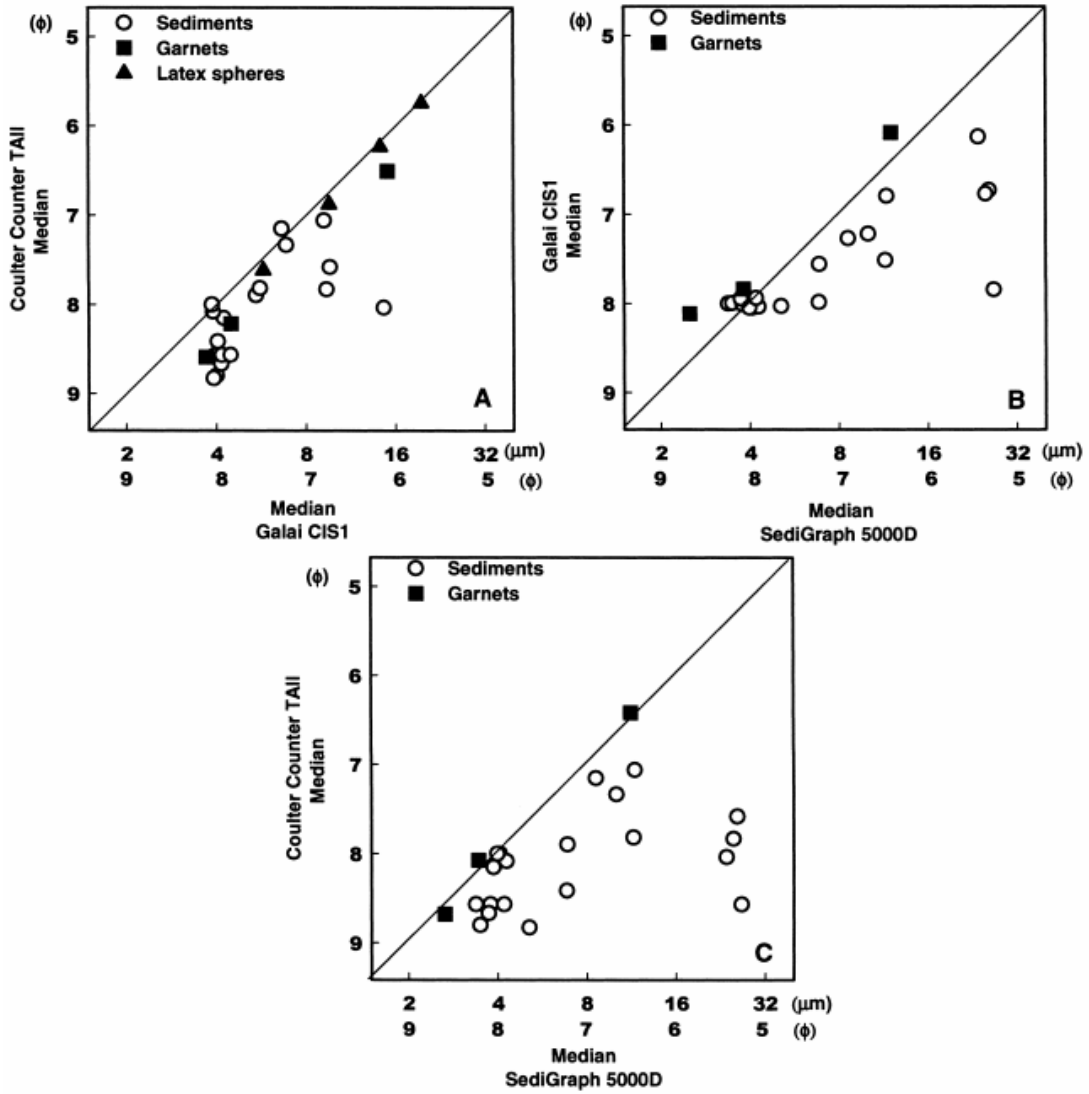 (ϕ)
Sediments
Garnets
Latex spheres
5
6
7
8
9
Coulter Counter TAII
Median
A
2 4 8 16 32 (μm)
9 8 7 6 5 (ϕ)
Median
Galai CIS1
(ϕ)
Sediments
Garnets
5
6
7
8
9
Galai CIS1
Median
B
2 4 8 16 32 (μm)
9 8 7 6 5 (ϕ)
Median
SediGraph 5000D
(ϕ)
Sediments
Garnets
5
6
7
8
9
Coulter Counter TAII
Median
C
2 4 8 16 32 (μm)
9 8 7 6 5 (ϕ)
Median
SediGraph 5000D